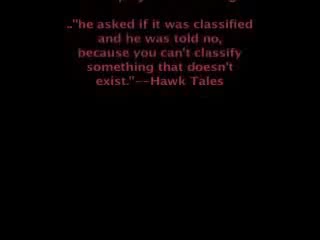 .."he asked if it was classified
and he was told no,
because you can't classify
something that doesn't
exist."--Hawk Tales